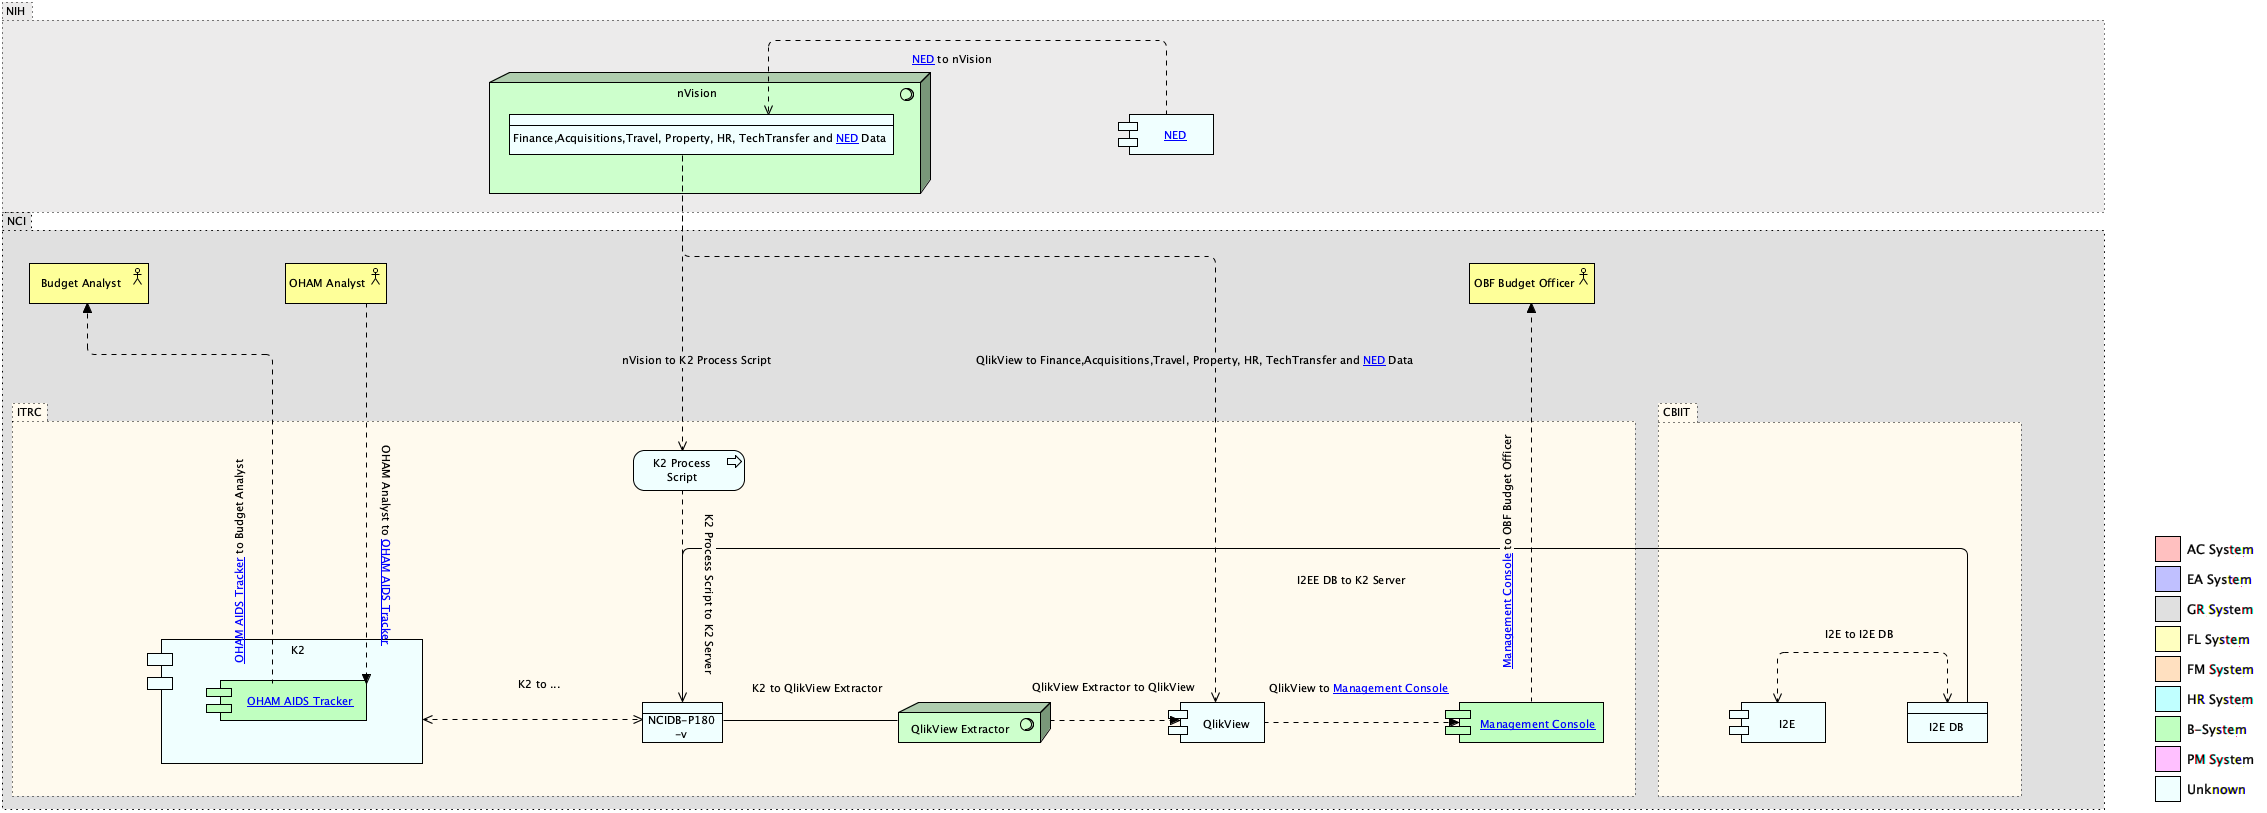 NIH
NED to nVision
nVision
Finance,Acquisitions,Travel, Property, HR, TechTransfer and NED Data
NED
NCI
Budget Analyst
OHAM Analyst
OBF Budget Officer
nVision to K2 Process Script
QlikView to Finance,Acquisitions,Travel, Property, HR, TechTransfer and NED Data
ITRC
CBIIT
K2 Process
Script
OHAM AIDS Tracker to Budget Analyst
OHAM Analyst to OHAM AIDS Tracker
K2 Process Script to K2 Server
Management Console to OBF Budget Officer
I2EE DB to K2 Server
I2E to I2E DB
K2
OHAM AIDS Tracker
K2 to ...
NCIDB-P180
-v
K2 to QlikView Extractor
QlikView Extractor
QlikView Extractor to QlikView
QlikView
QlikView to Management Console
Management Console
I2E
I2E DB
AC System
EA System
GR System
FL System
FM System
HR System
B-System
PM System
Unknown